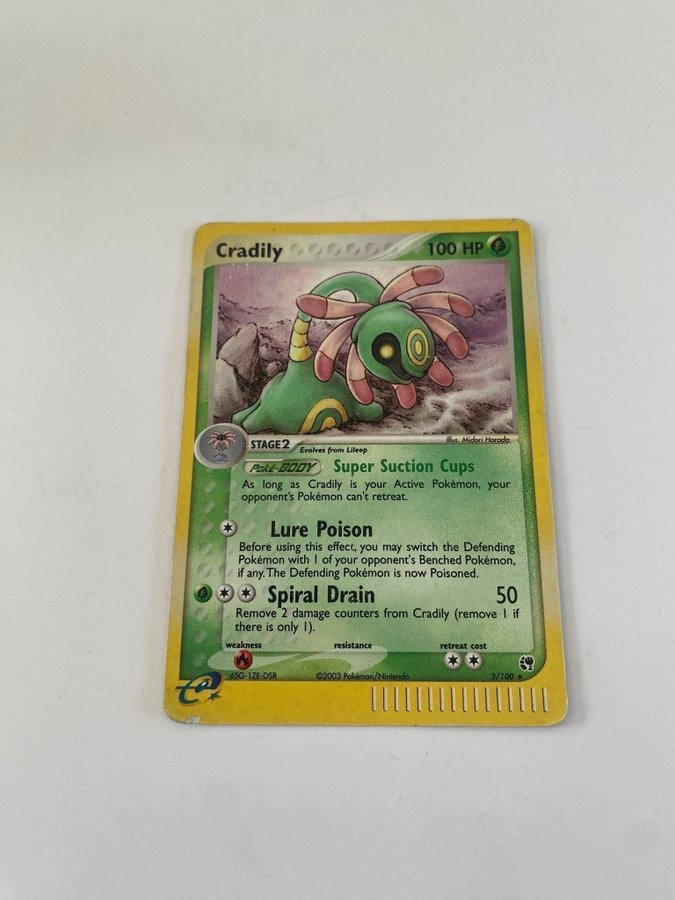 Cradily 100 HP
Illus. Midori Harada
STAGE2 Evolves from Lileep
Poké-BODY Super Suction Cups
As long as Cradily is your Active Pokémon, your
opponent's Pokémon can't retreat.
Lure Poison
Before using this effect, you may switch the Defending
Pokémon with 1 of your opponent's Benched Pokémon,
if any. The Defending Pokémon is now Poisoned.
Spiral Drain 50
Remove 2 damage counters from Cradily (remove 1 if
there is only 1).
weakness resistance retreat cost
6SG-1ZE-DSR ©2003 Pokémon/Nintendo 3/100 ★
e